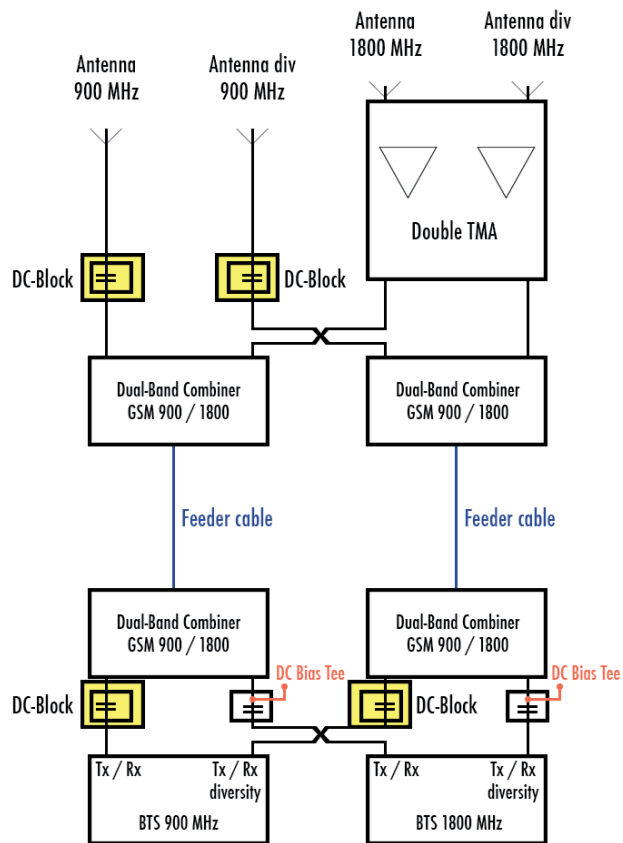 Antenna
900 MHz
Antenna div
900 MHz
Antenna
1800 MHz
Antenna div
1800 MHz
Double TMA
DC-Block
DC-Block
Dual-Band Combiner
GSM 900 / 1800
Dual-Band Combiner
GSM 900 / 1800
Feeder cable
Feeder cable
Dual-Band Combiner
GSM 900 / 1800
Dual-Band Combiner
GSM 900 / 1800
DC-Block
DC Bias Tee
DC-Block
DC Bias Tee
Tx / Rx
Tx / Rx
diversity
BTS 900 MHz
Tx / Rx
Tx / Rx
diversity
BTS 1800 MHz